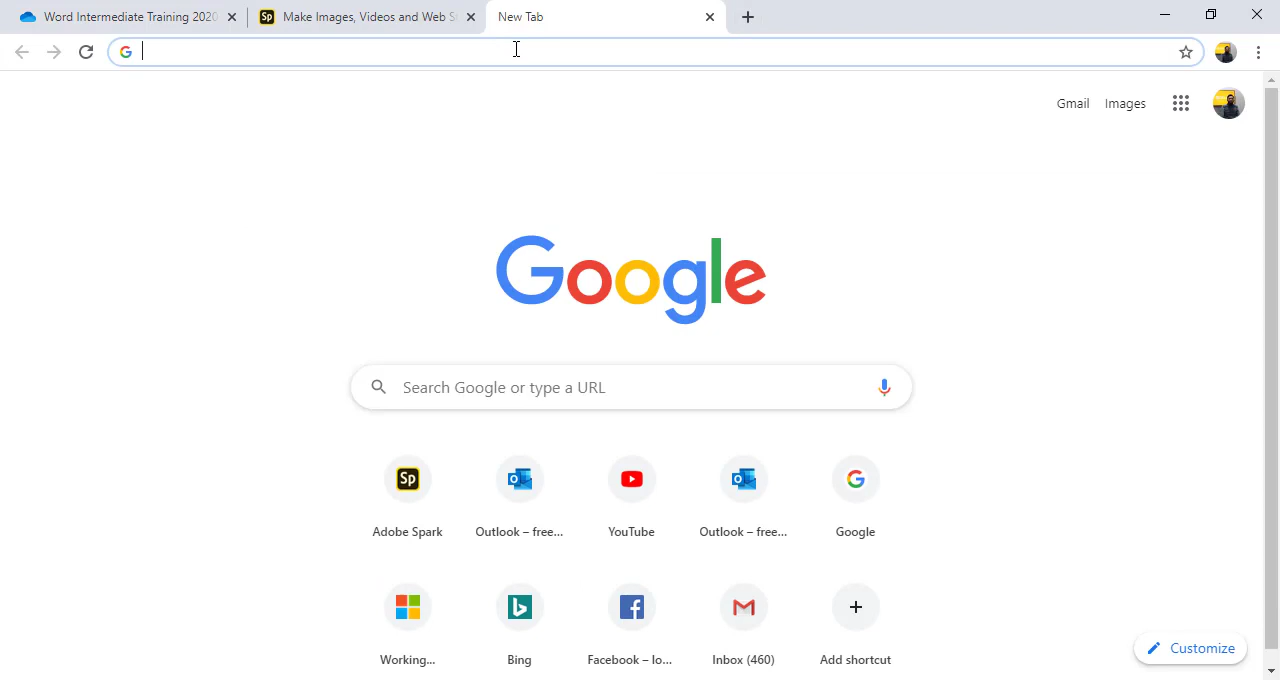 Word Intermediate Training 2020
Sp Make Images, Videos and Web S
New Tab
G
Gmail Images
Google
Search Google or type a URL
Sp
Adobe Spark Outlook – free... YouTube Outlook – free... Google
Working... Bing Facebook – lo... Inbox (460) Add shortcut
Customize